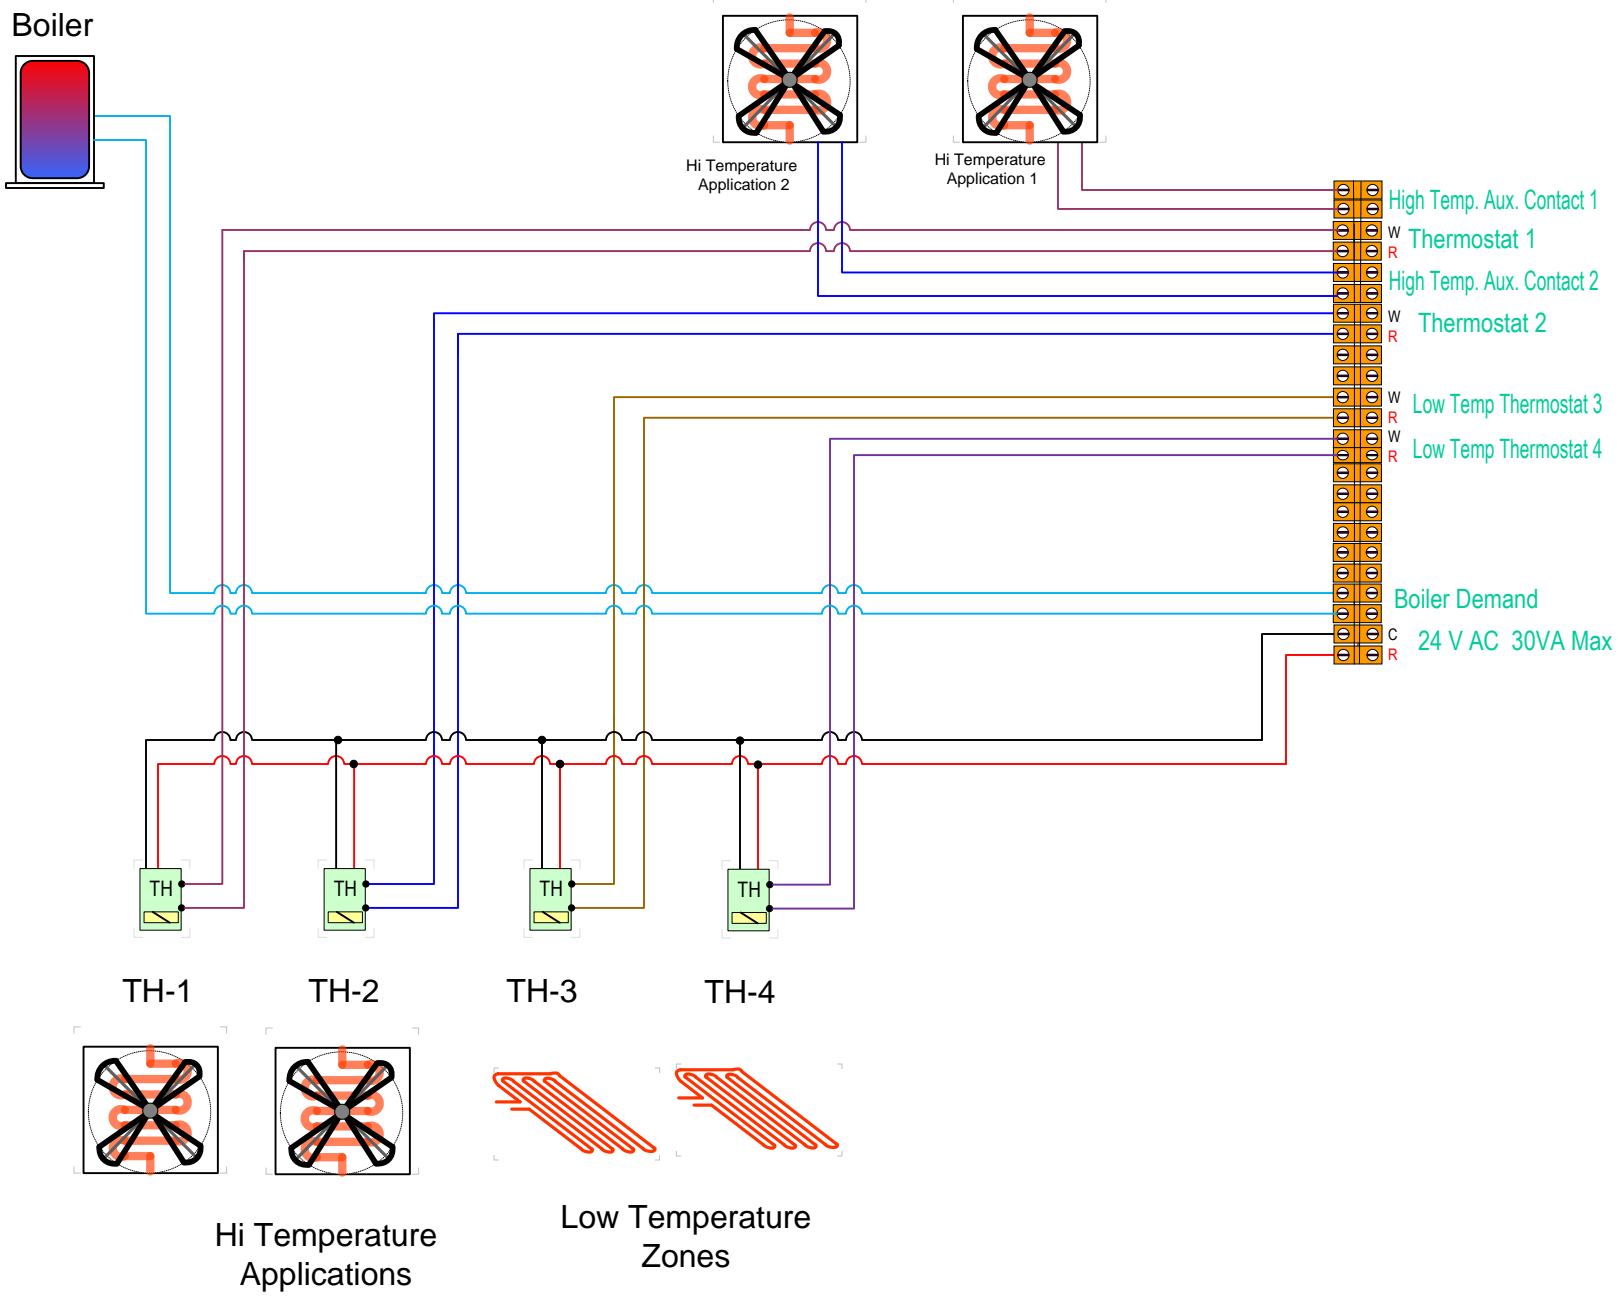 Boiler
Hi Temperature
Application 2
Hi Temperature
Application 1
High Temp. Aux. Contact 1
W
Thermostat 1
R
High Temp. Aux. Contact 2
W
Thermostat 2
R
W
Low Temp Thermostat 3
R
W
Low Temp Thermostat 4
R
Boiler Demand
C
24 V AC 30VA Max
R
TH
TH
TH
TH
TH-1
TH-2
TH-3
TH-4
Hi Temperature
Applications
Low Temperature
Zones